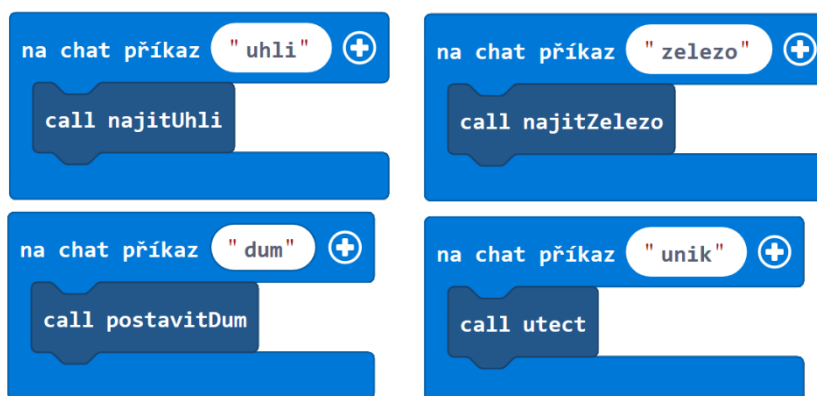 na chat příkaz "uhli"
call najitUhli
na chat příkaz "zelezo"
call najitZelezo
na chat příkaz "dum"
call postavitDum
na chat příkaz "unik"
call utect